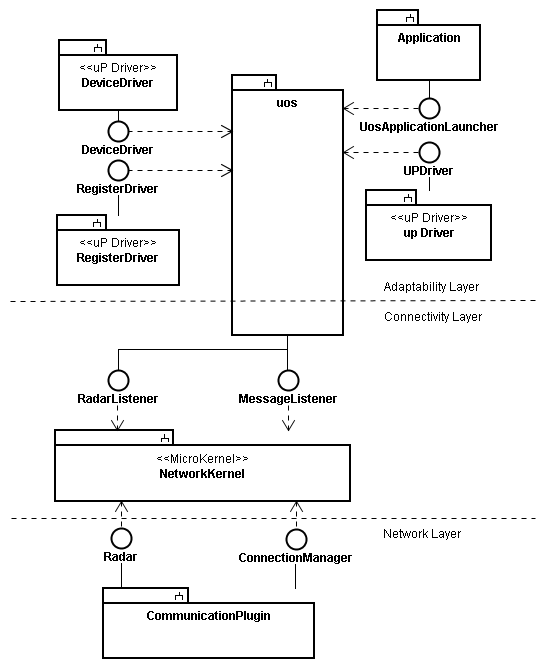 Application
<<uP Driver>>
DeviceDriver
uos
UosApplicationLauncher
DeviceDriver
UPDriver
RegisterDriver
<<uP Driver>>
up Driver
<<uP Driver>>
RegisterDriver
Adaptability Layer
Connectivity Layer
RadarListener
MessageListener
<<MicroKernel>>
NetworkKernel
Network Layer
Radar
ConnectionManager
CommunicationPlugin